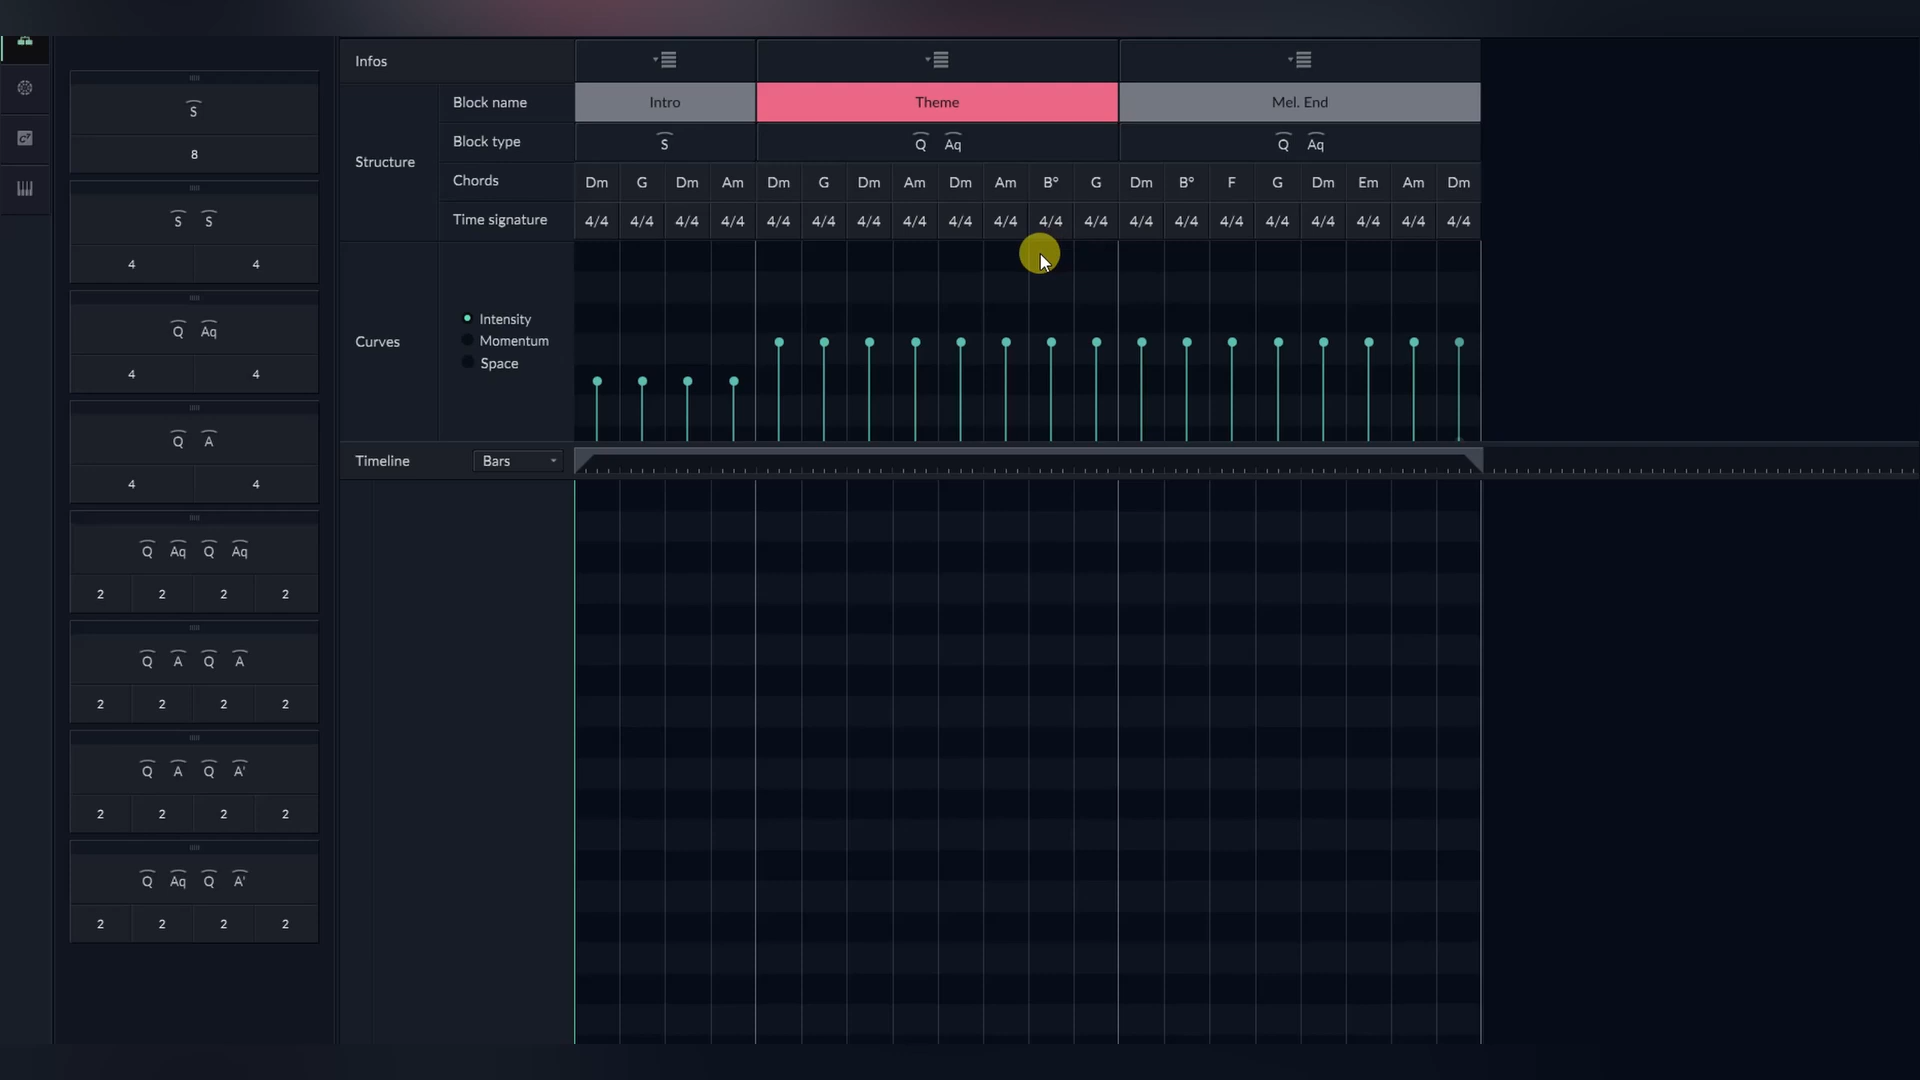 Infos
Block name Intro Theme Mel. End
Structure
Block type S Q Aq Q Aq
Chords Dm G Dm Am Dm G Dm Am Dm Am B° G Dm B° F G Dm Em Am Dm
Time signature 4/4 4/4 4/4 4/4 4/4 4/4 4/4 4/4 4/4 4/4 4/4 4/4 4/4 4/4 4/4 4/4 4/4 4/4 4/4 4/4
Curves
Intensity
Momentum
Space
Timeline Bars
S
8
S S
4 4
Q Aq
4 4
Q A
4 4
Q Aq Q Aq
2 2 2 2
Q A Q A
2 2 2 2
Q A Q A'
2 2 2 2
Q Aq Q A'
2 2 2 2